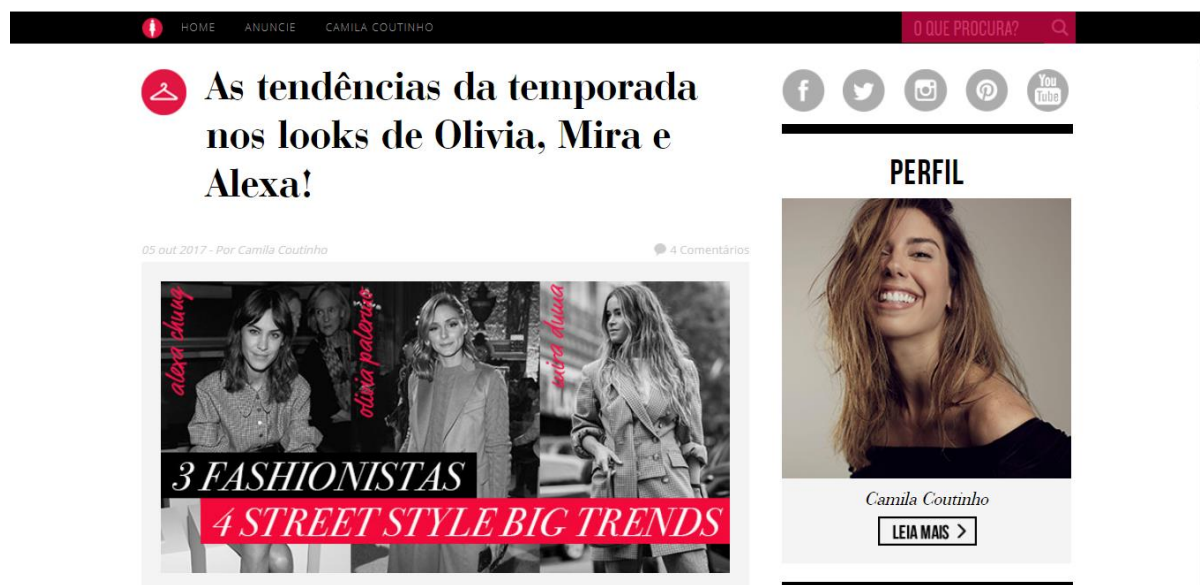 HOME ANUNCIE CAMILA COUTINHO O QUE PROCURA?
As tendências da temporada
nos looks de Olivia, Mira e
Alexa!
05 out 2017 - Por Camila Coutinho 4 Comentários
alexa chung
olivia palermo
mira duma
3 FASHIONISTAS
4 STREET STYLE BIG TRENDS
You
Tube
PERFIL
Camila Coutinho
LEIA MAIS >